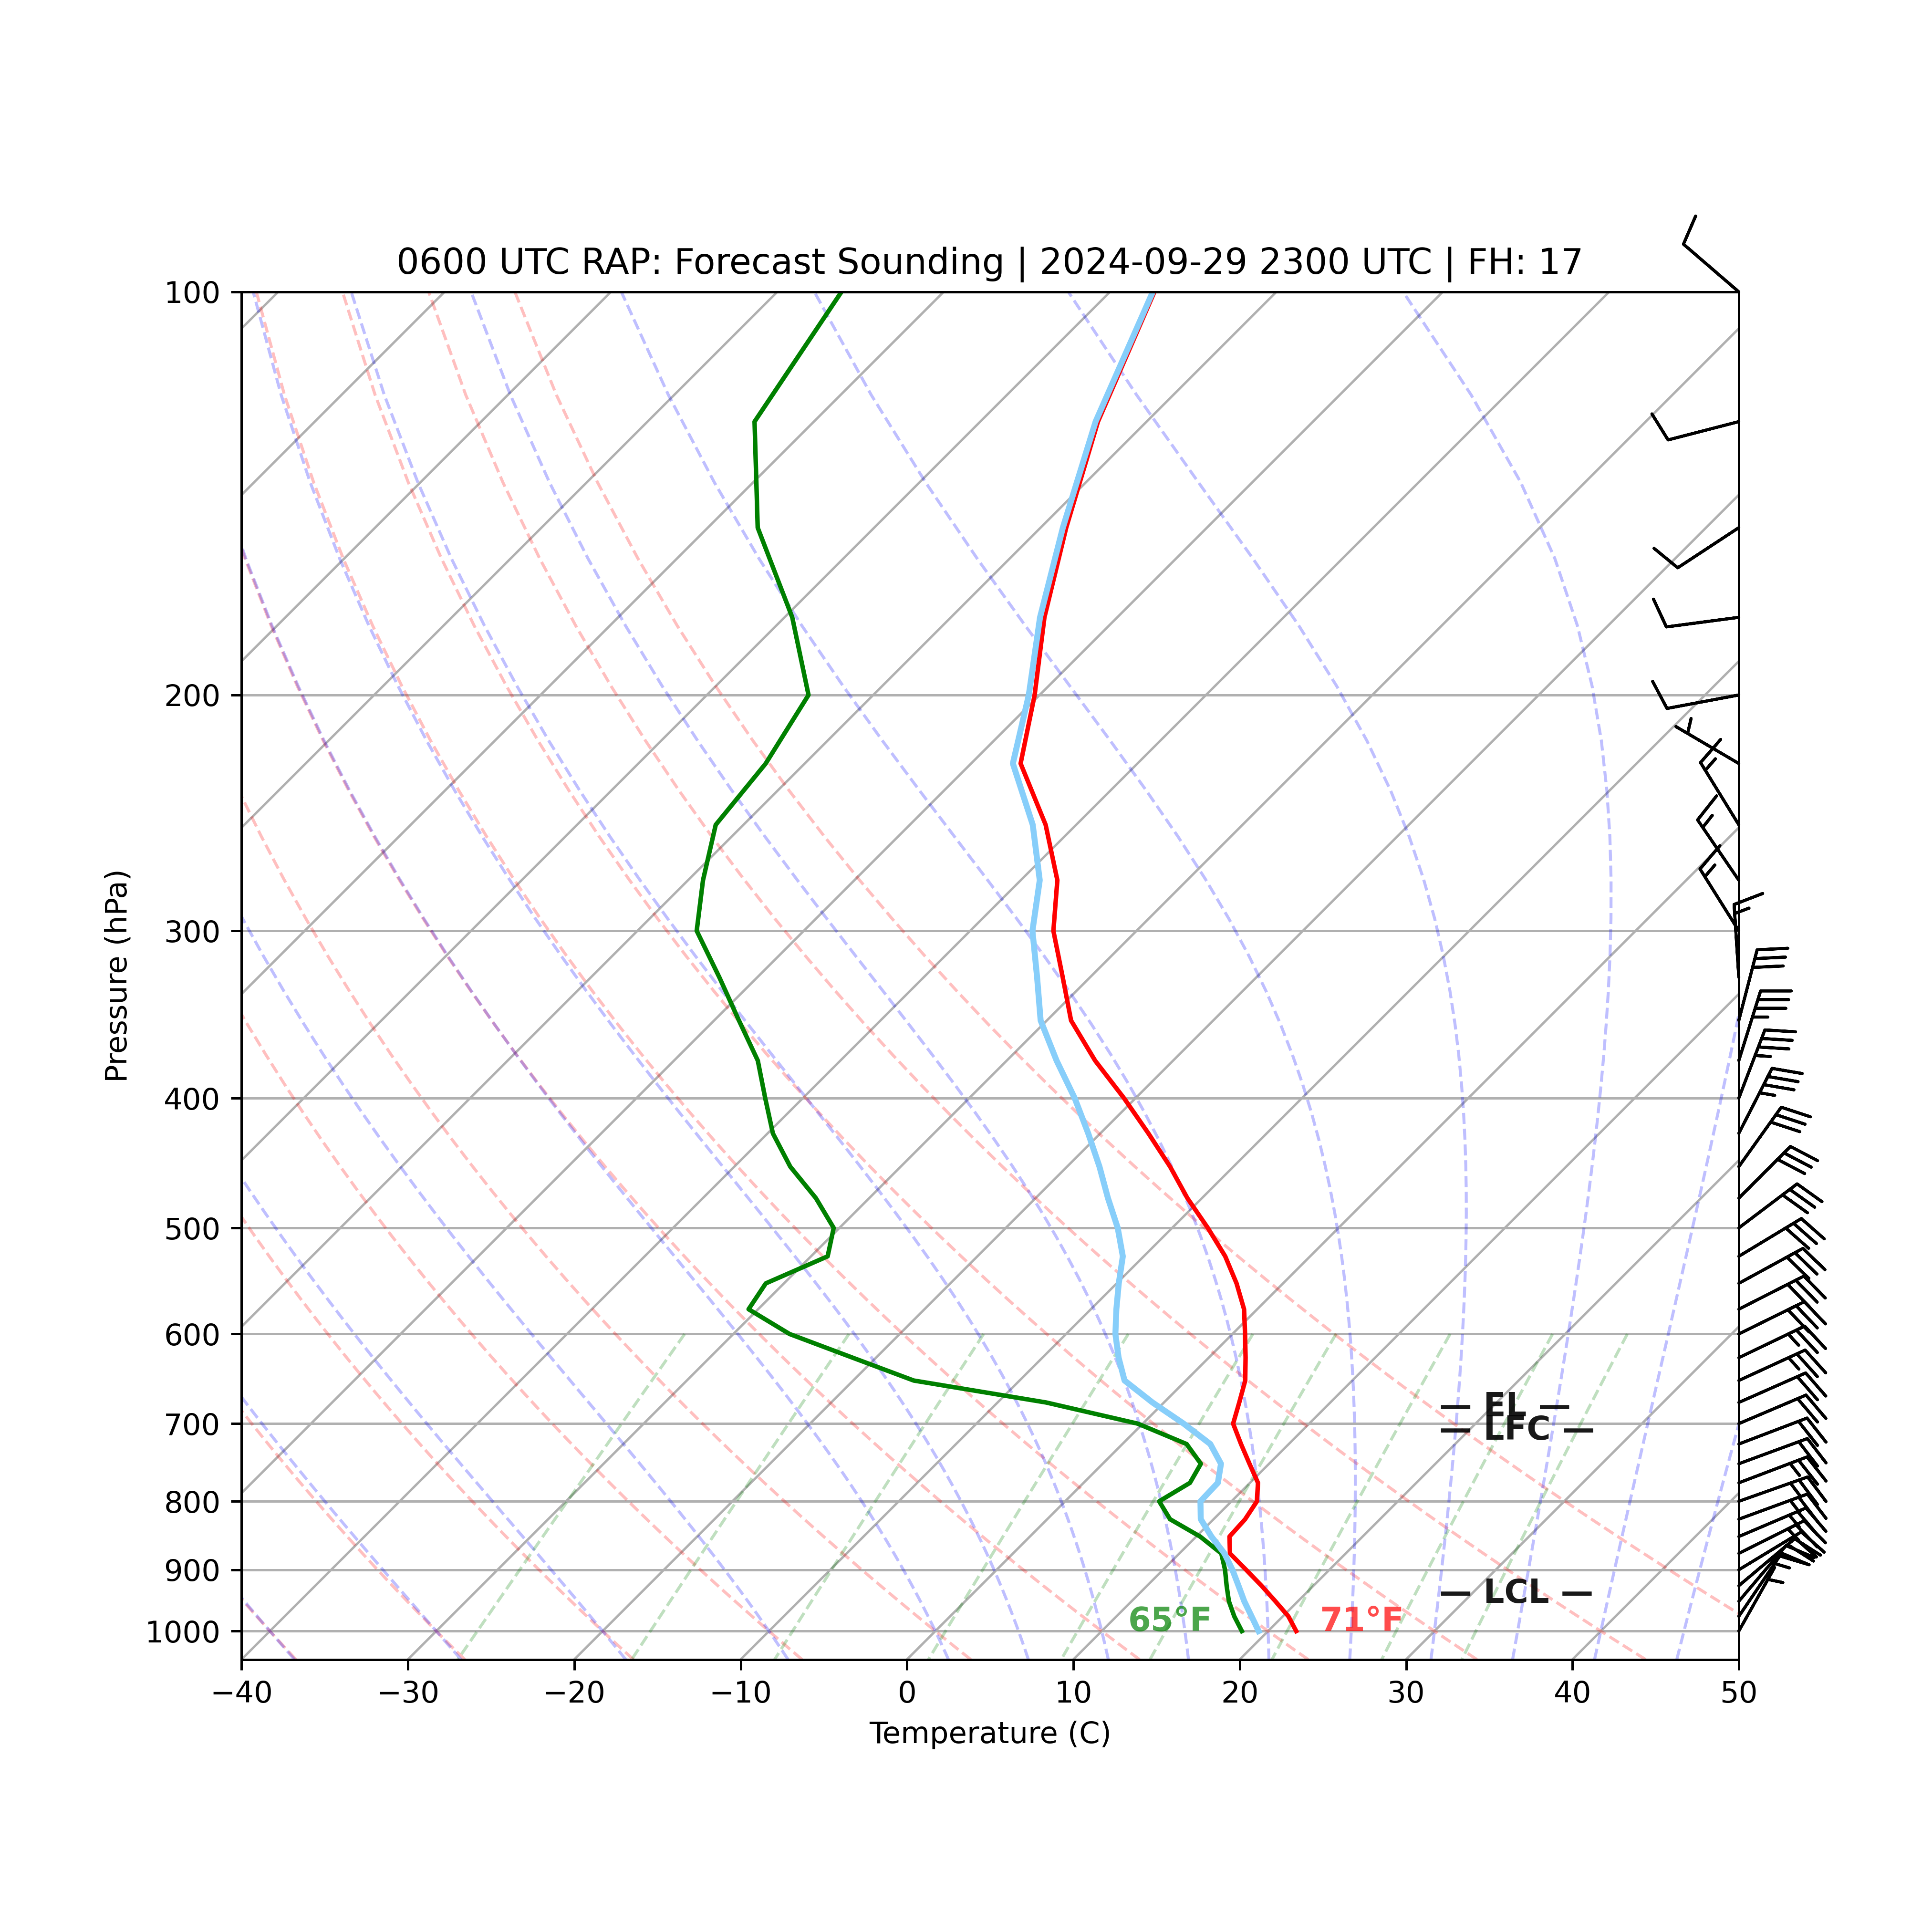 0600 UTC RAP: Forecast Sounding | 2024-09-29 2300 UTC | FH: 17
100
200
300
400
500
600
700
800
900
1000
Pressure (hPa)
— EL —
— LFC —
— LCL —
65°F
71°F
−40
−30
−20
−10
0
10
20
30
40
50
Temperature (C)